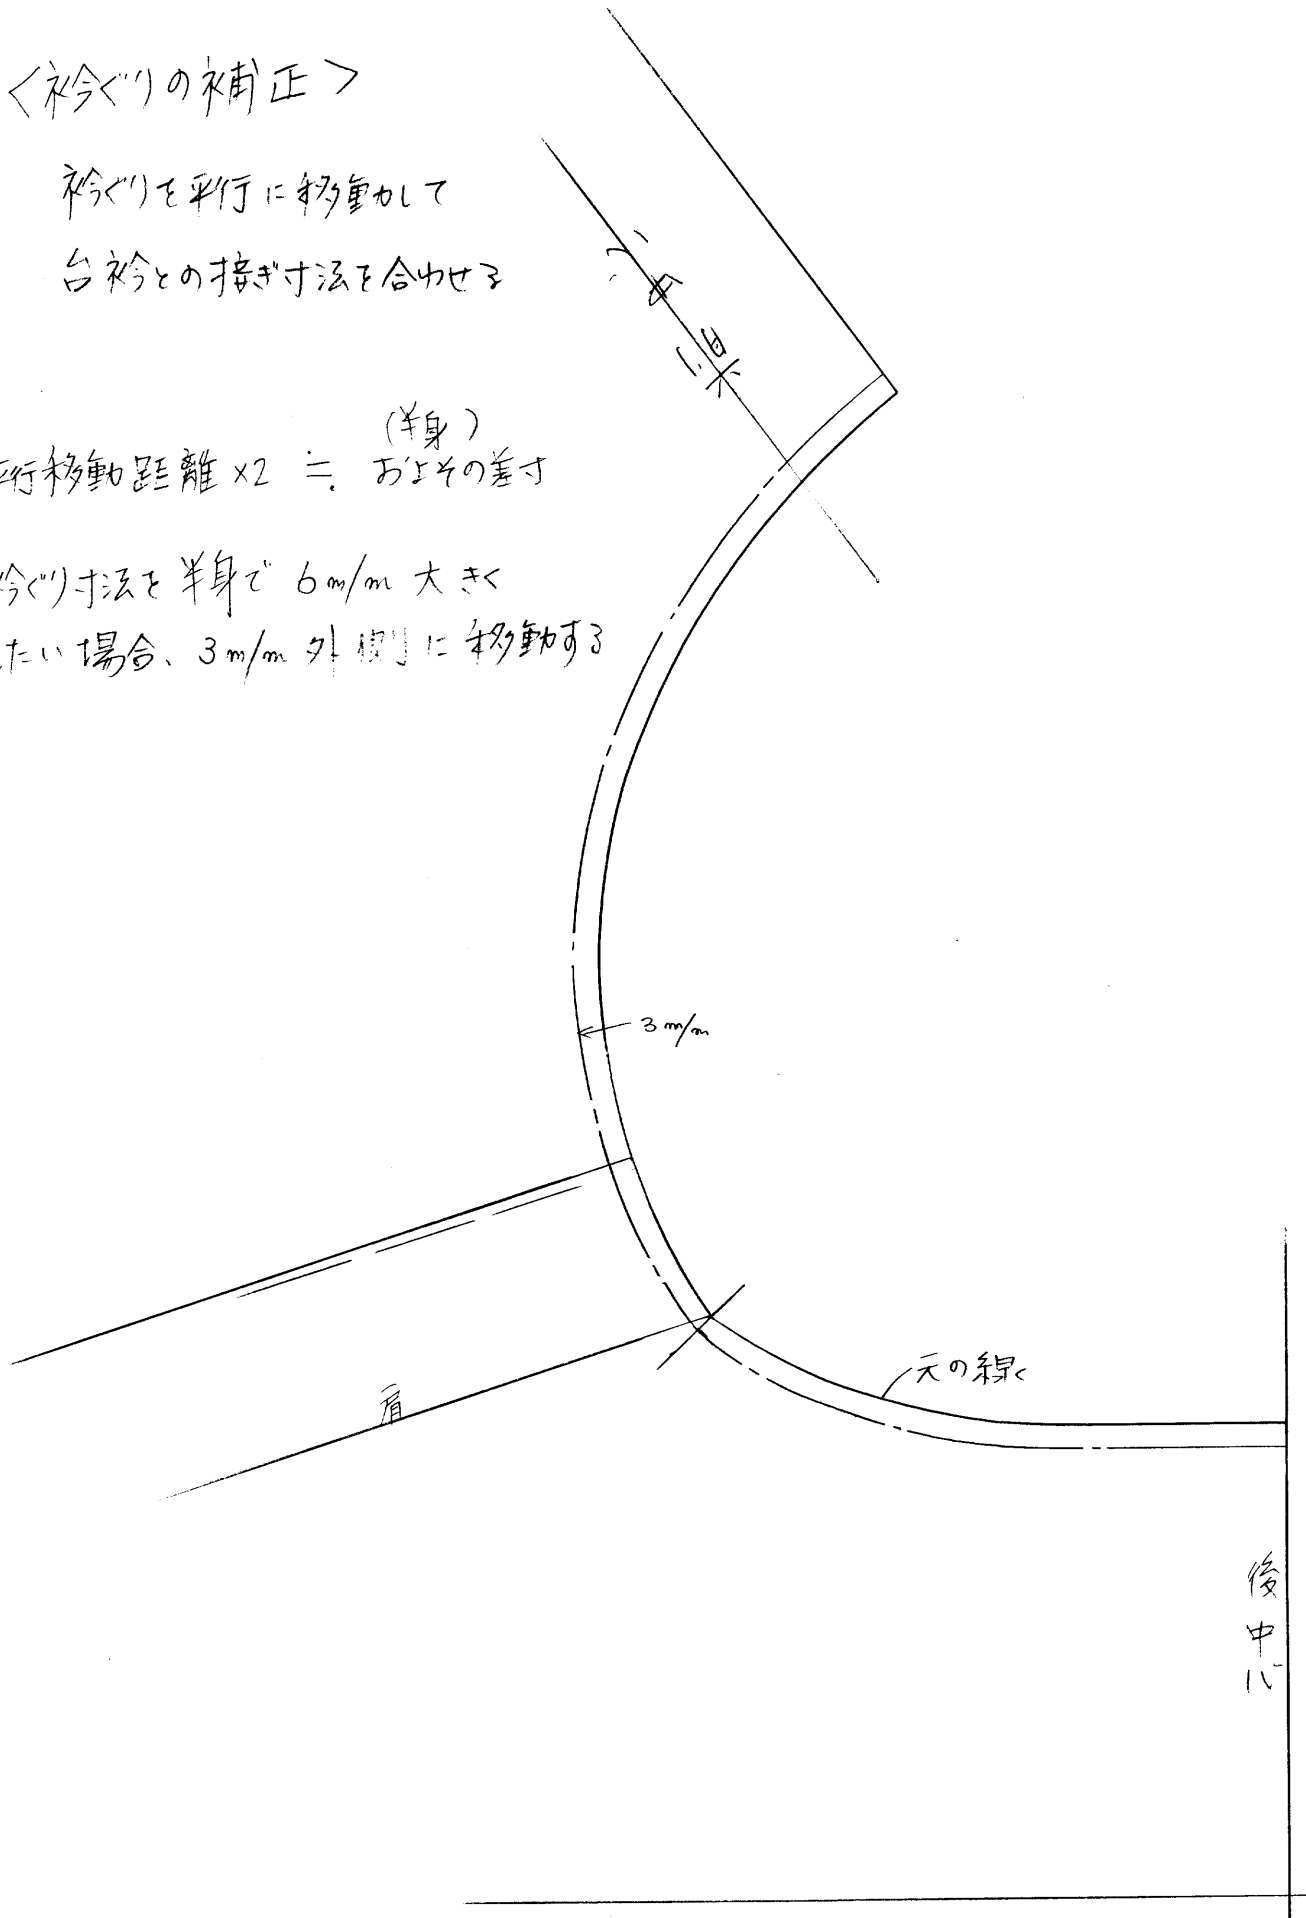 <衿ぐりの補正>
衿ぐりを平行に移動して
台衿との接ぎ寸法を合わせる
(半身)
行移動距離×2 ≒ およその差寸
衿ぐり寸法を半身で 6m/m 大きく
たい場合、3m/m 外側に移動する
3m/m
元の線
肩
後中心